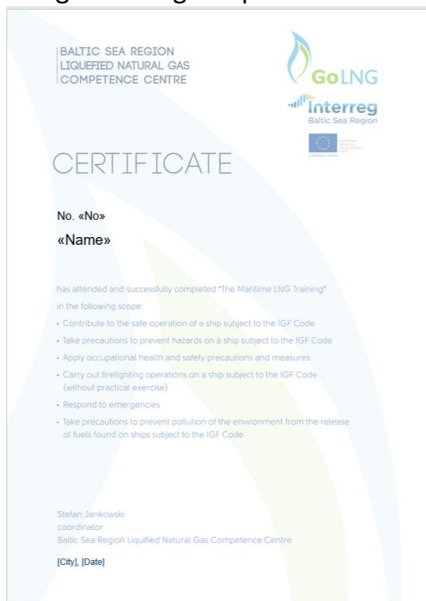 BALTIC SEA REGION
LIQUEFIED NATURAL GAS
COMPETENCE CENTRE
GoLNG
Interreg
Baltic Sea Region
CERTIFICATE
No. «No»
«Name»
has attended and successfully completed "The Maritime LNG Training"
in the following scope:
• Contribute to the safe operation of a ship subject to the IGF Code
• Take precautions to prevent hazards on a ship subject to the IGF Code
• Apply occupational health and safety precautions and measures
• Carry out firefighting operations on a ship subject to the IGF Code
(without practical exercise)
• Respond to emergencies
• Take precautions to prevent pollution of the environment from the release
of fuels found on ships subject to the IGF Code
Stefan Jankowski
coordinator
Baltic Sea Region Liquified Natural Gas Competence Centre
[City], [Date]